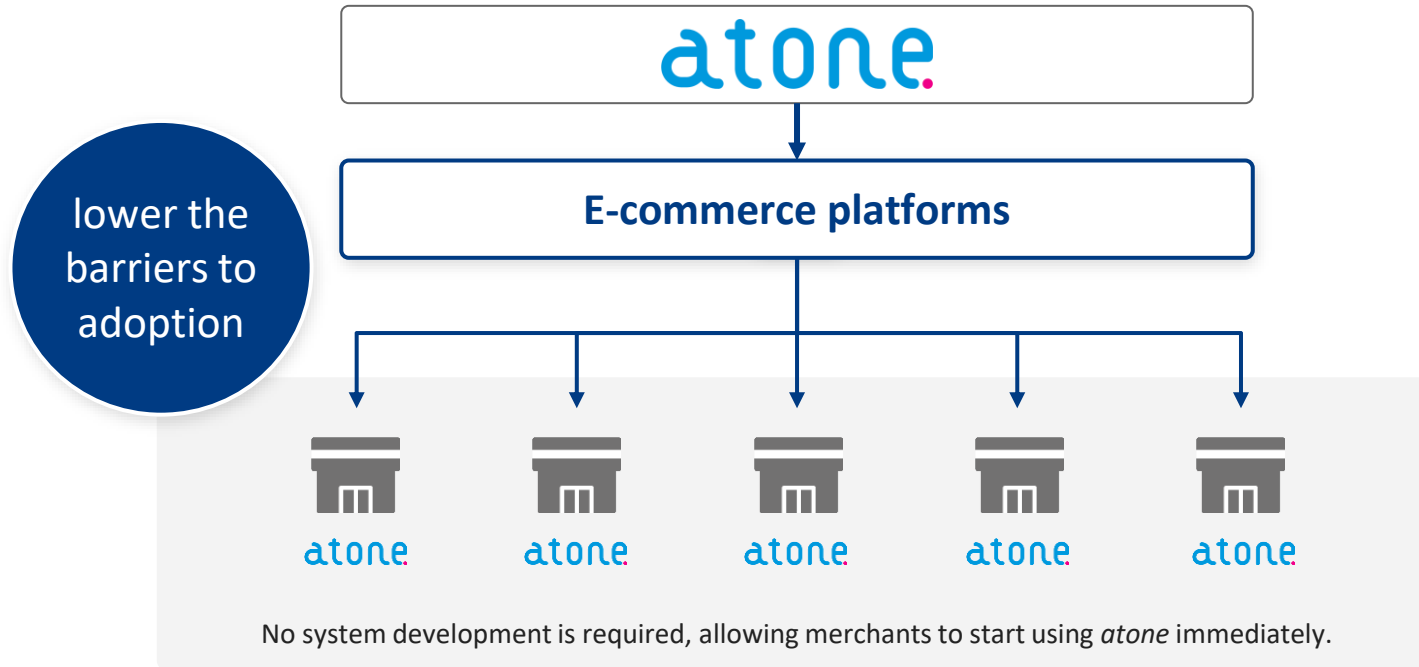 atone.
E-commerce platforms
lower the
barriers to
adoption
atone. atone. atone. atone. atone.
No system development is required, allowing merchants to start using atone immediately.